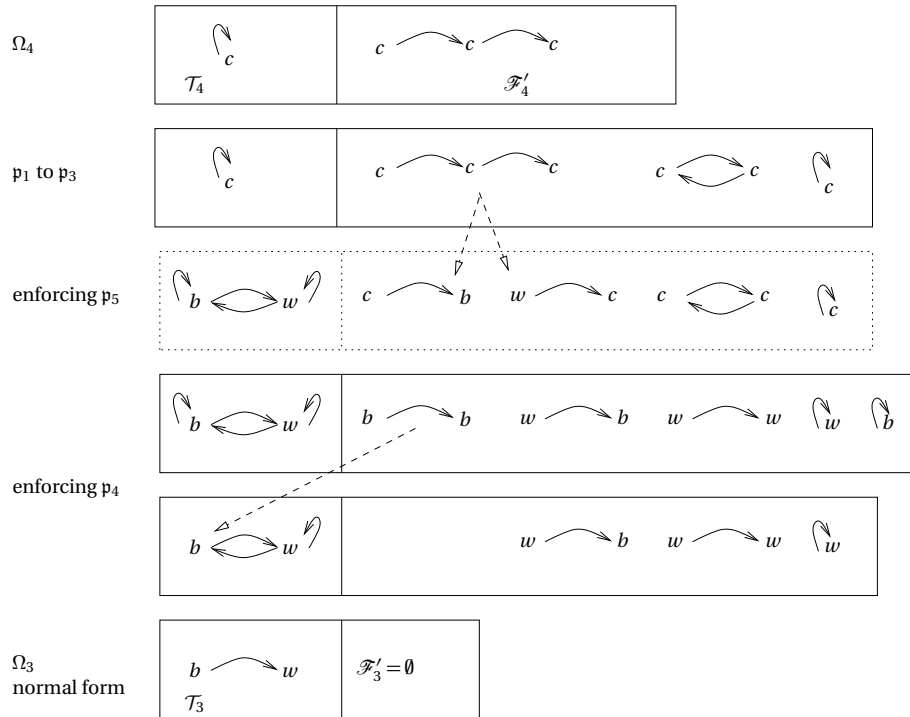 Ω₄
c
c c c
𝒯₄
ℱ′₄
𝔭₁ to 𝔭₃
c
c c c
c c
c
enforcing 𝔭₅
b w
c b w c
c c
c
b w
b b w b w w w b
enforcing 𝔭₄
b w
w b w w w
Ω₃
normal form
b w
𝒯₃
ℱ′₃ = ∅